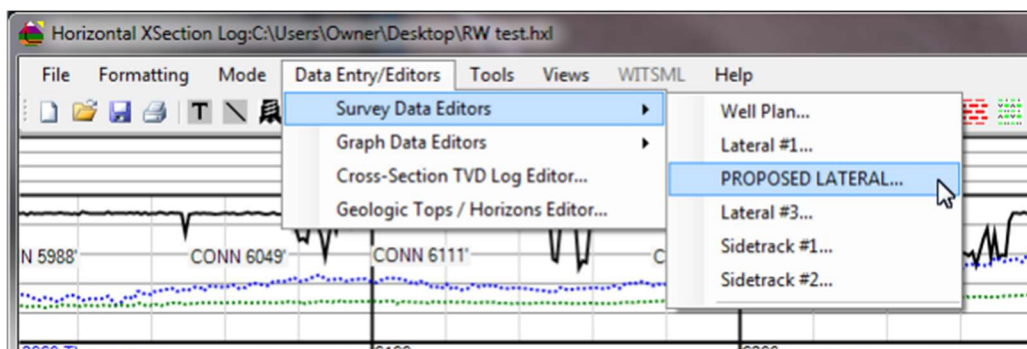 Horizontal XSection Log:C:\Users\Owner\Desktop\RW test.hxl
File Formatting Mode Data Entry/Editors Tools Views WITSML Help
T
Survey Data Editors
Graph Data Editors
Cross-Section TVD Log Editor...
Geologic Tops / Horizons Editor...
Well Plan...
Lateral #1...
PROPOSED LATERAL...
Lateral #3...
Sidetrack #1...
Sidetrack #2...
N 5988' CONN 6049' CONN 6111' C